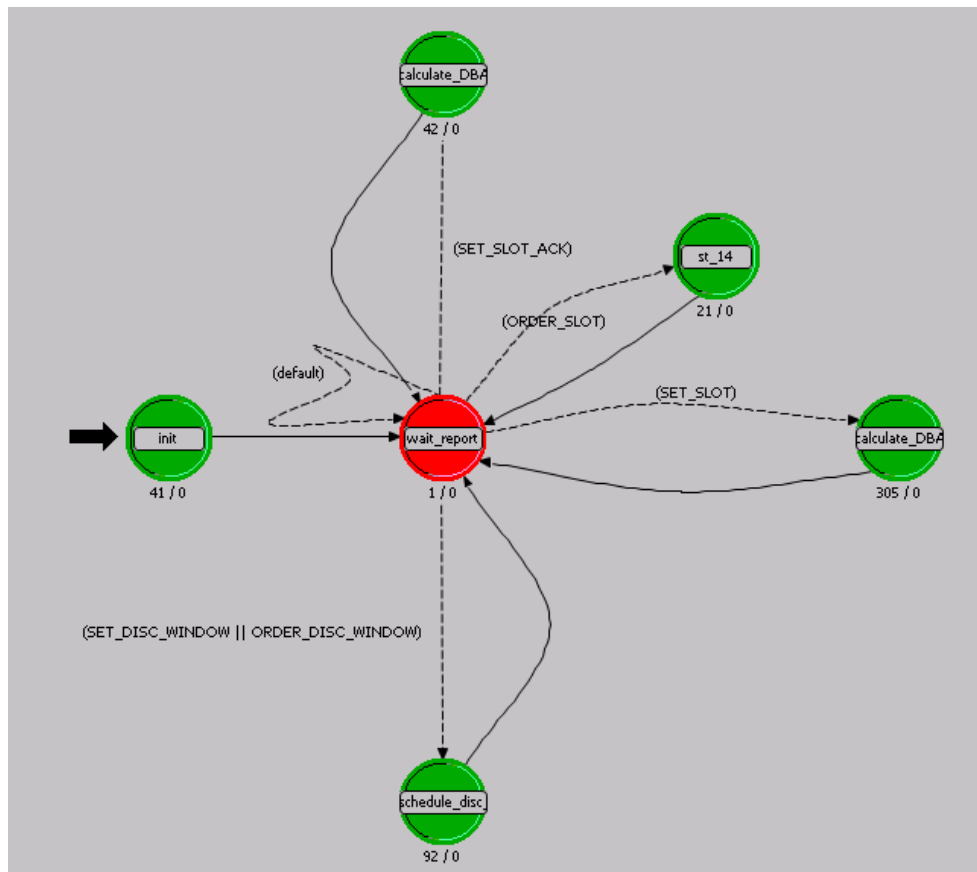 calculate_DBA
42 / 0
(SET_SLOT_ACK)
st_14
21 / 0
(ORDER_SLOT)
(default)
(SET_SLOT)
init
41 / 0
wait_report
1 / 0
calculate_DBA
305 / 0
(SET_DISC_WINDOW || ORDER_DISC_WINDOW)
schedule_disc_
92 / 0